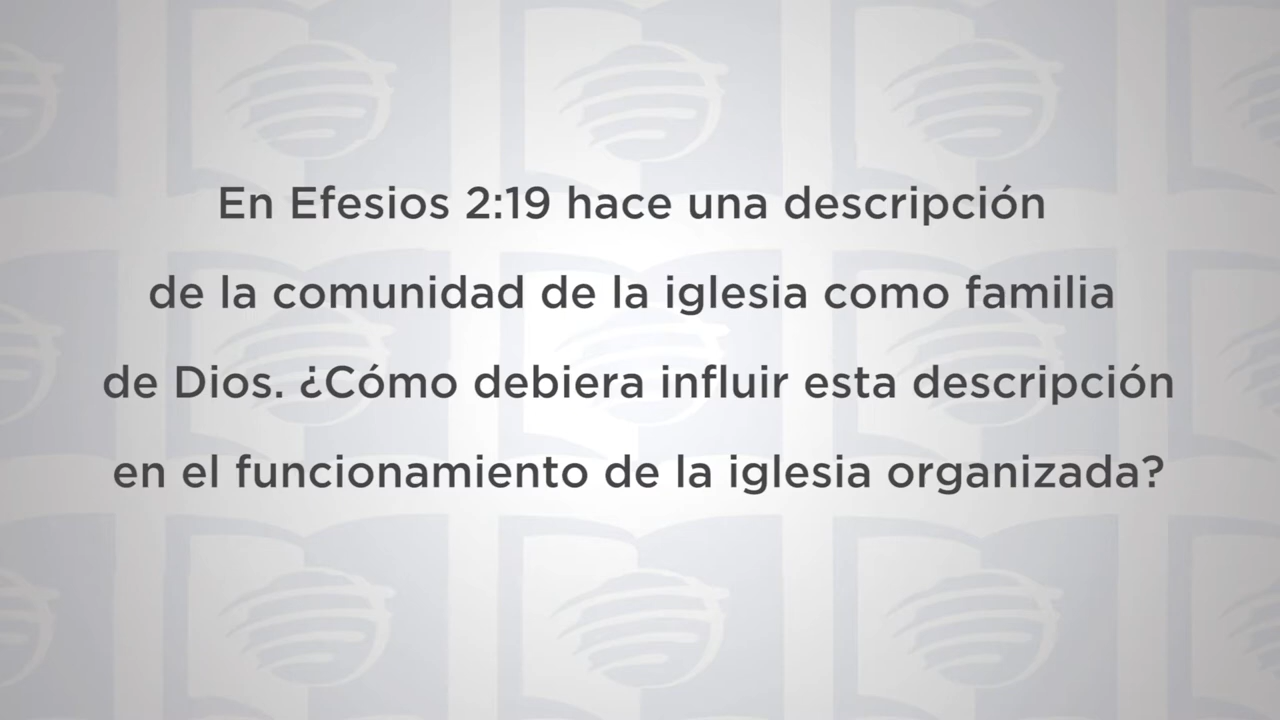 En Efesios 2:19 hace una descripción
de la comunidad de la iglesia como familia
de Dios. ¿Cómo debiera influir esta descripción
en el funcionamiento de la iglesia organizada?